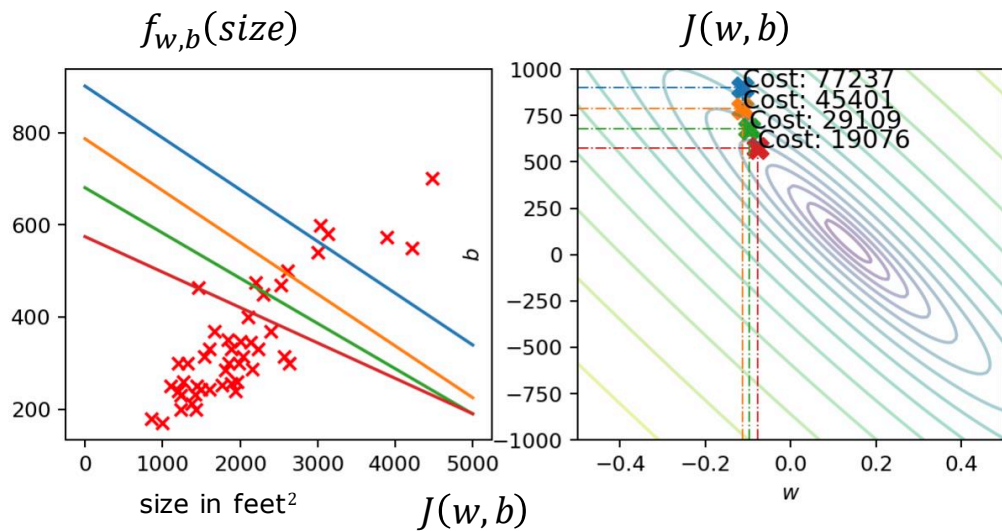 f_{w,b}(size)
J(w, b)
800
600
400
200
0 1000 2000 3000 4000 5000
size in feet²
Cost: 77237
Cost: 45401
Cost: 29109
Cost: 19076
1000
750
500
250
0
−250
−500
−750
−1000
b
−0.4 −0.2 0.0 0.2 0.4
w
J(w, b)